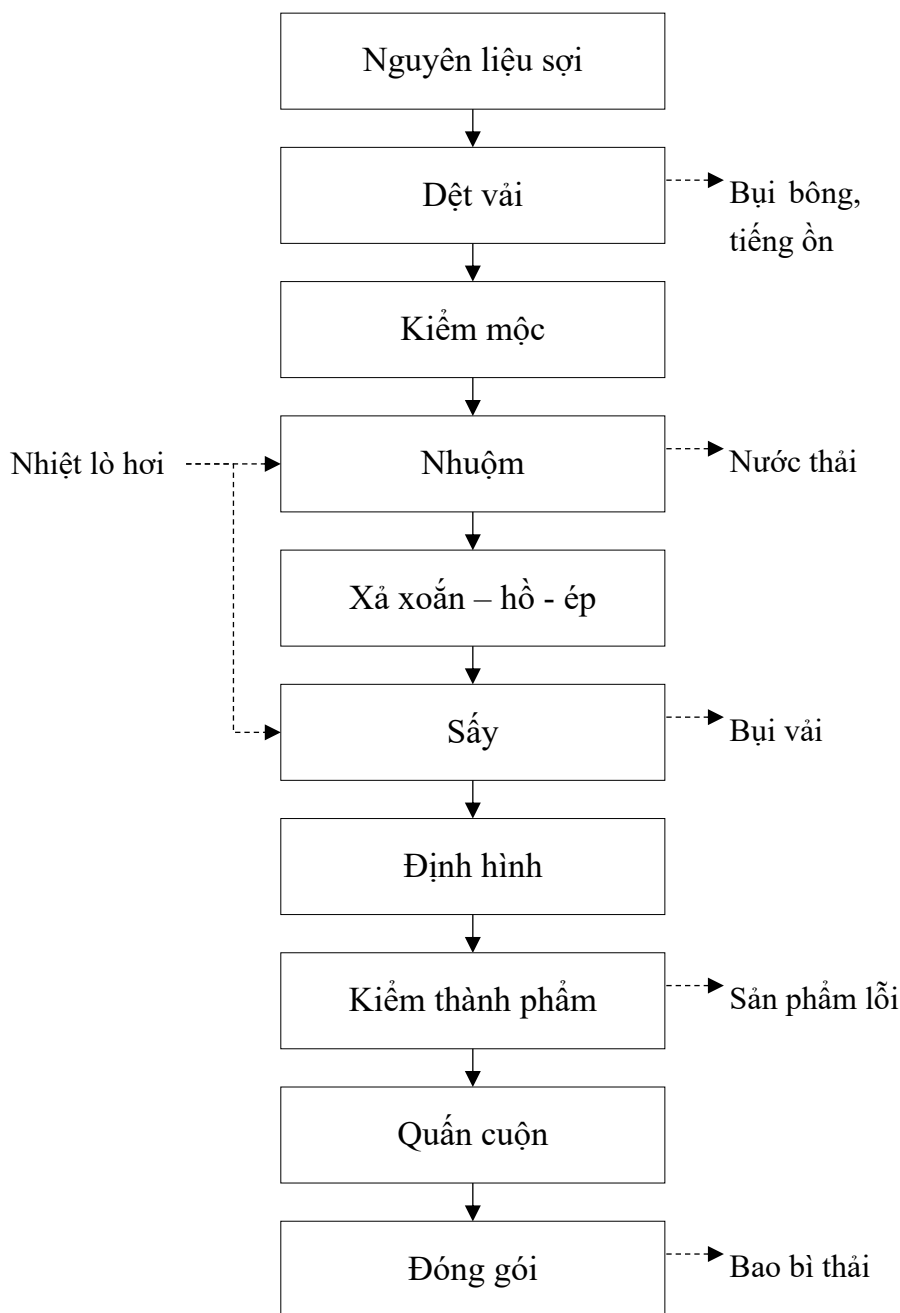 Nguyên liệu sợi
Dệt vải
Bụi bông,
tiếng ồn
Kiểm mộc
Nhiệt lò hơi
Nhuộm
Nước thải
Xả xoắn – hồ - ép
Sấy
Bụi vải
Định hình
Kiểm thành phẩm
Sản phẩm lỗi
Quấn cuộn
Đóng gói
Bao bì thải